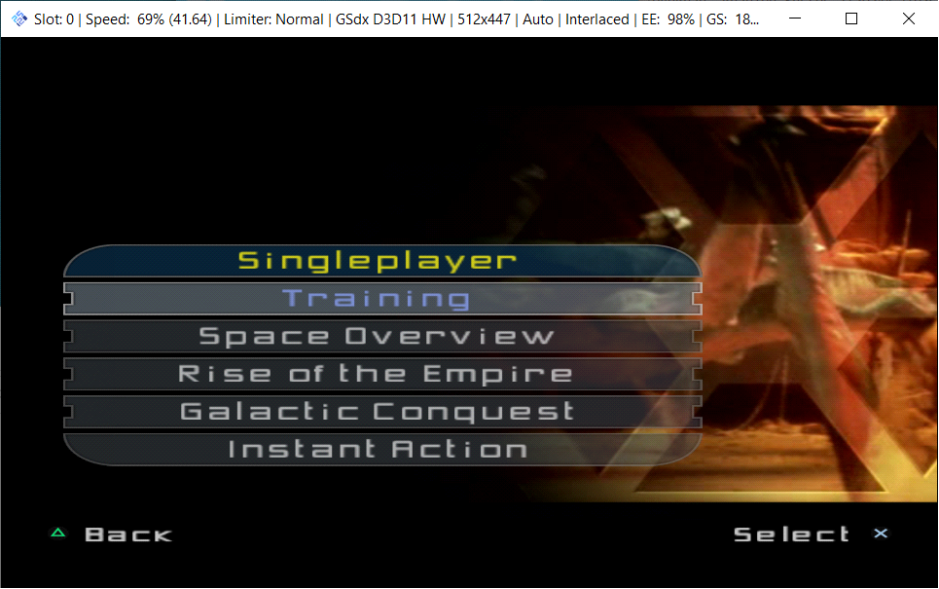 Slot: 0 | Speed: 69% (41.64) | Limiter: Normal | GSdx D3D11 HW | 512x447 | Auto | Interlaced | EE: 98% | GS: 18...
Singleplayer
Training
Space Overview
Rise of the Empire
Galactic Conquest
Instant Action
Back Select